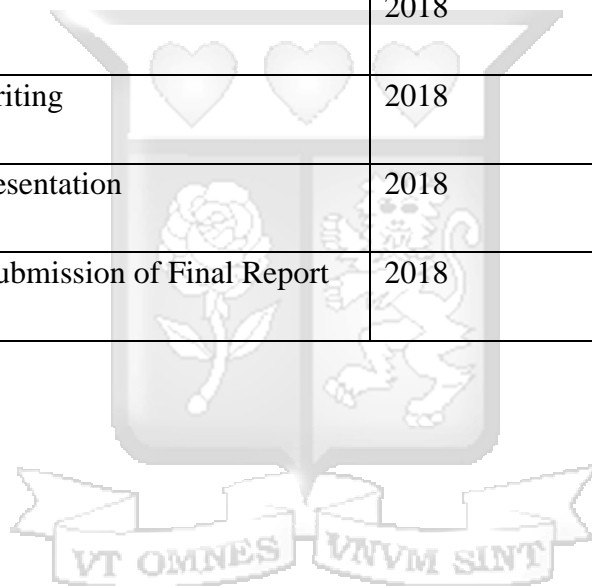 2018
riting 2018
esentation 2018
ubmission of Final Report 2018
VT OMNES VNVM SINT